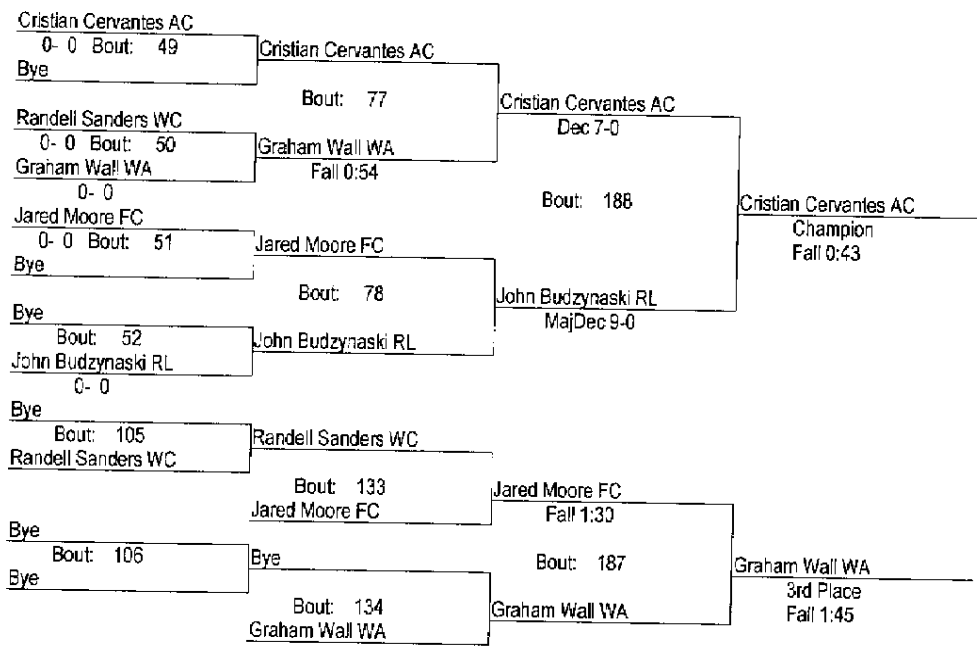 Cristian Cervantes AC
0- 0 Bout: 49
Bye
Cristian Cervantes AC
Bout: 77
Randell Sanders WC
0- 0 Bout: 50
Graham Wall WA
0- 0
Graham Wall WA
Fall 0:54
Cristian Cervantes AC
Dec 7-0
Bout: 188
Jared Moore FC
0- 0 Bout: 51
Bye
Jared Moore FC
Bout: 78
Bye
Bout: 52
John Budzynaski RL
0- 0
John Budzynaski RL
John Budzynaski RL
MajDec 9-0
Cristian Cervantes AC
Champion
Fall 0:43
Bye
Bout: 105
Randell Sanders WC
Randell Sanders WC
Bout: 133
Jared Moore FC
Jared Moore FC
Fall 1:30
Bout: 187
Bye
Bout: 106
Bye
Bye
Bout: 134
Graham Wall WA
Graham Wall WA
Graham Wall WA
3rd Place
Fall 1:45